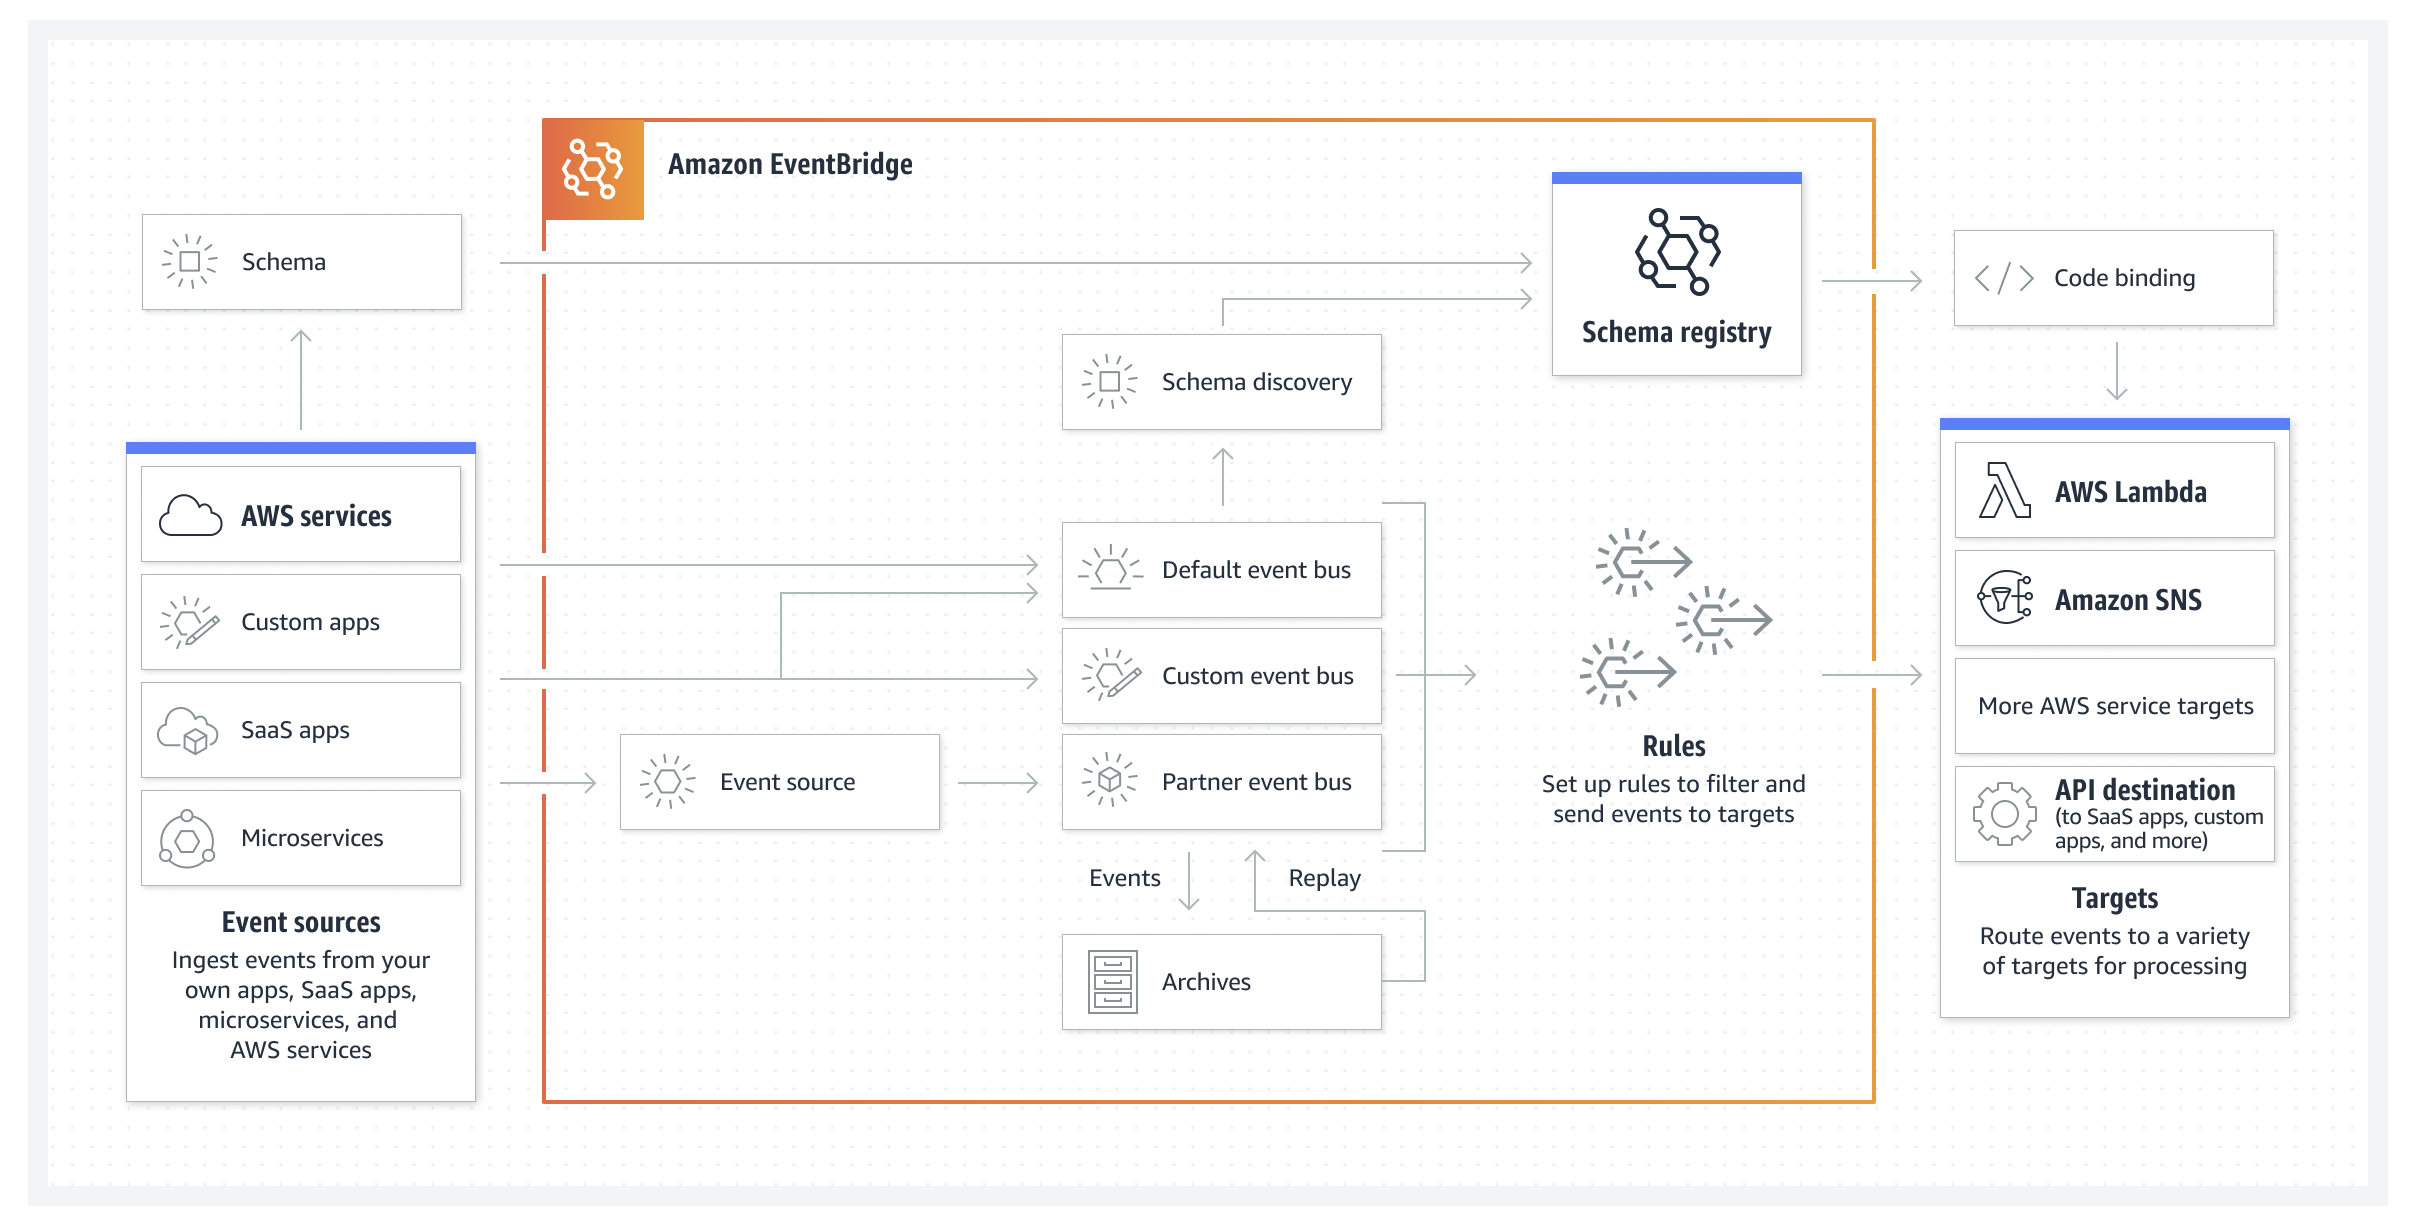 Amazon EventBridge
Schema
Schema registry
Code binding
Schema discovery
AWS services
Custom apps
SaaS apps
Microservices
Event sources
Ingest events from your
own apps, SaaS apps,
microservices, and
AWS services
Event source
Default event bus
Custom event bus
Partner event bus
Events
Replay
Archives
Rules
Set up rules to filter and
send events to targets
AWS Lambda
Amazon SNS
More AWS service targets
API destination
(to SaaS apps, custom
apps, and more)
Targets
Route events to a variety
of targets for processing